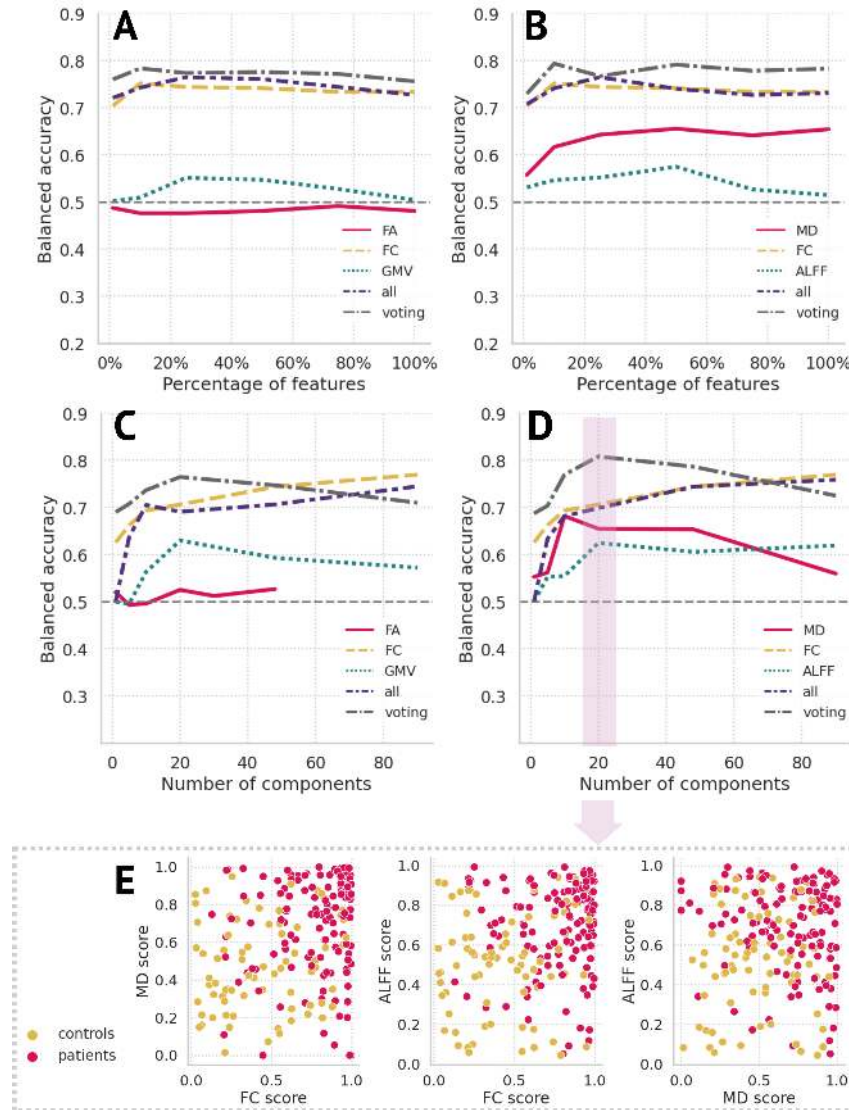 A
Balanced accuracy
0.9
0.8
0.7
0.6
0.5
0.4
0.3
0.2
FA
FC
GMV
all
voting
0% 20% 40% 60% 80% 100%
Percentage of features
B
Balanced accuracy
0.9
0.8
0.7
0.6
0.5
0.4
0.3
0.2
MD
FC
ALFF
all
voting
0% 20% 40% 60% 80% 100%
Percentage of features
C
Balanced accuracy
0.9
0.8
0.7
0.6
0.5
0.4
0.3
FA
FC
GMV
all
voting
0 20 40 60 80
Number of components
D
Balanced accuracy
0.9
0.8
0.7
0.6
0.5
0.4
0.3
MD
FC
ALFF
all
voting
0 20 40 60 80
Number of components
E
controls
patients
MD score
1.0
0.8
0.6
0.4
0.2
0.0
0.0 0.5 1.0
FC score
ALFF score
1.0
0.8
0.6
0.4
0.2
0.0
0.0 0.5 1.0
FC score
ALFF score
1.0
0.8
0.6
0.4
0.2
0.0
0.0 0.5 1.0
MD score